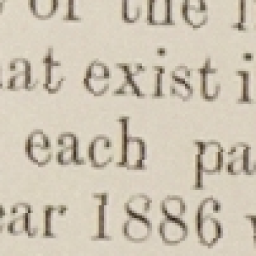 of the
at exist i
each pa
ear 1886